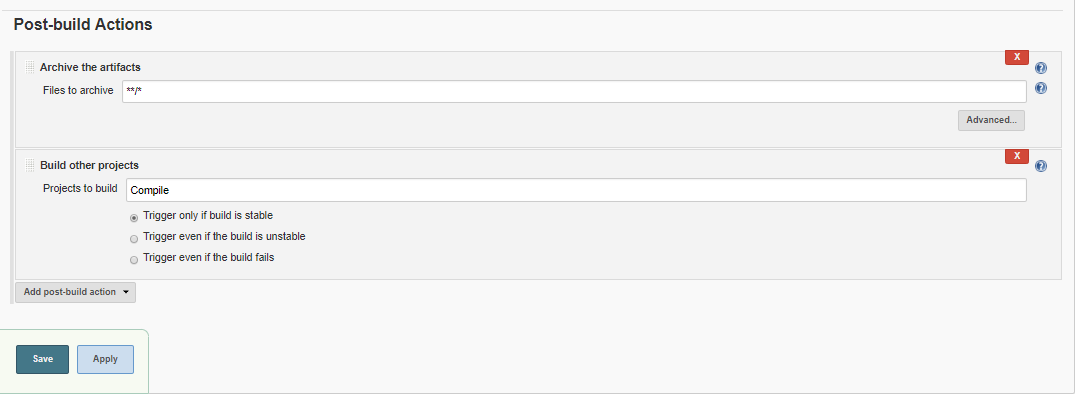 Post-build Actions
X
Archive the artifacts
Files to archive **/*
Advanced...
X
Build other projects
Projects to build Compile
Trigger only if build is stable
Trigger even if the build is unstable
Trigger even if the build fails
Add post-build action
Save Apply